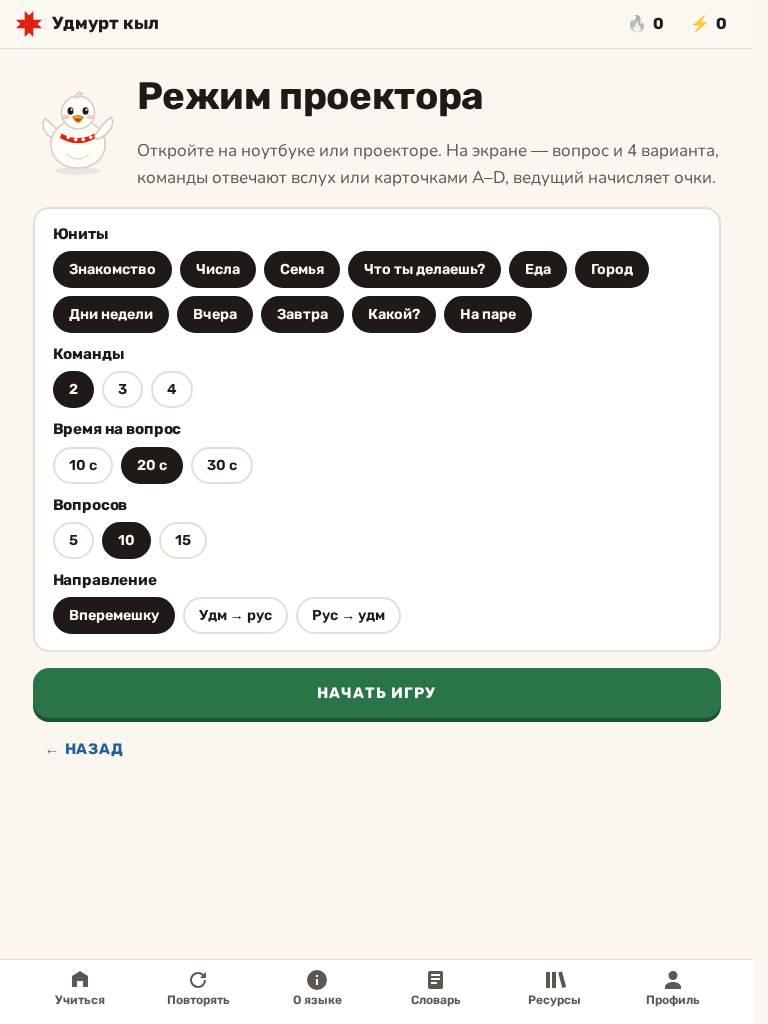 Удмурт кыл
0
0
Режим проектора
Откройте на ноутбуке или проекторе. На экране — вопрос и 4 варианта,
команды отвечают вслух или карточками A–D, ведущий начисляет очки.
Юниты
Знакомство Числа Семья Что ты делаешь? Еда Город
Дни недели Вчера Завтра Какой? На паре
Команды
2 3 4
Время на вопрос
10 с 20 с 30 с
Вопросов
5 10 15
Направление
Вперемешку Удм → рус Рус → удм
НАЧАТЬ ИГРУ
← НАЗАД
Учиться Повторять О языке Словарь Ресурсы Профиль